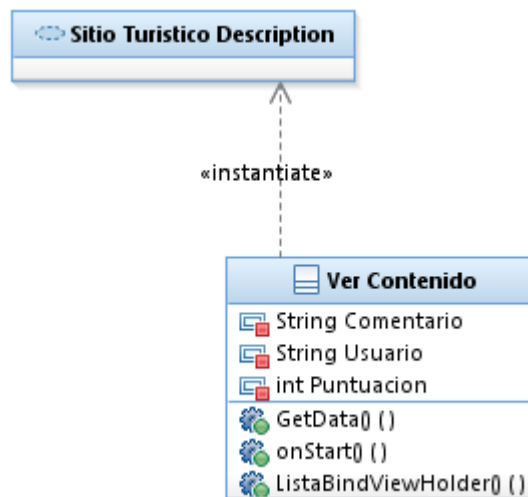 Sitio Turistico Description
«instantiate»
Ver Contenido
String Comentario
String Usuario
int Puntuacion
GetData() ( )
onStart() ( )
ListaBindViewHolder() ( )